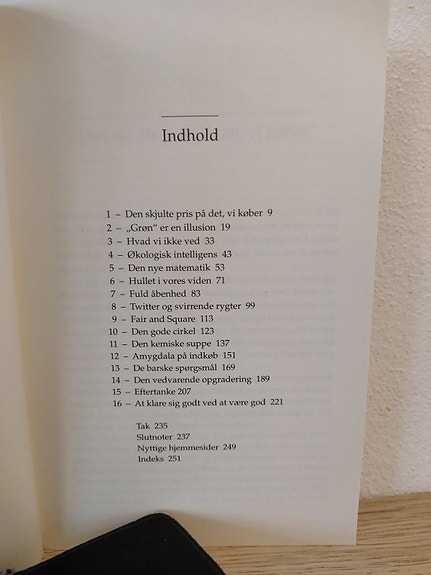 Indhold
1 – Den skjulte pris på det, vi køber 9
2 – „Grøn“ er en illusion 19
3 – Hvad vi ikke ved 33
4 – Økologisk intelligens 43
5 – Den nye matematik 53
6 – Hullet i vores viden 71
7 – Fuld åbenhed 83
8 – Twitter og svirrende rygter 99
9 – Fair and Square 113
10 – Den gode cirkel 123
11 – Den kemiske suppe 137
12 – Amygdala på indkøb 151
13 – De barske spørgsmål 169
14 – Den vedvarende opgradering 189
15 – Eftertanke 207
16 – At klare sig godt ved at være god 221
Tak 235
Slutnoter 237
Nyttige hjemmesider 249
Indeks 251